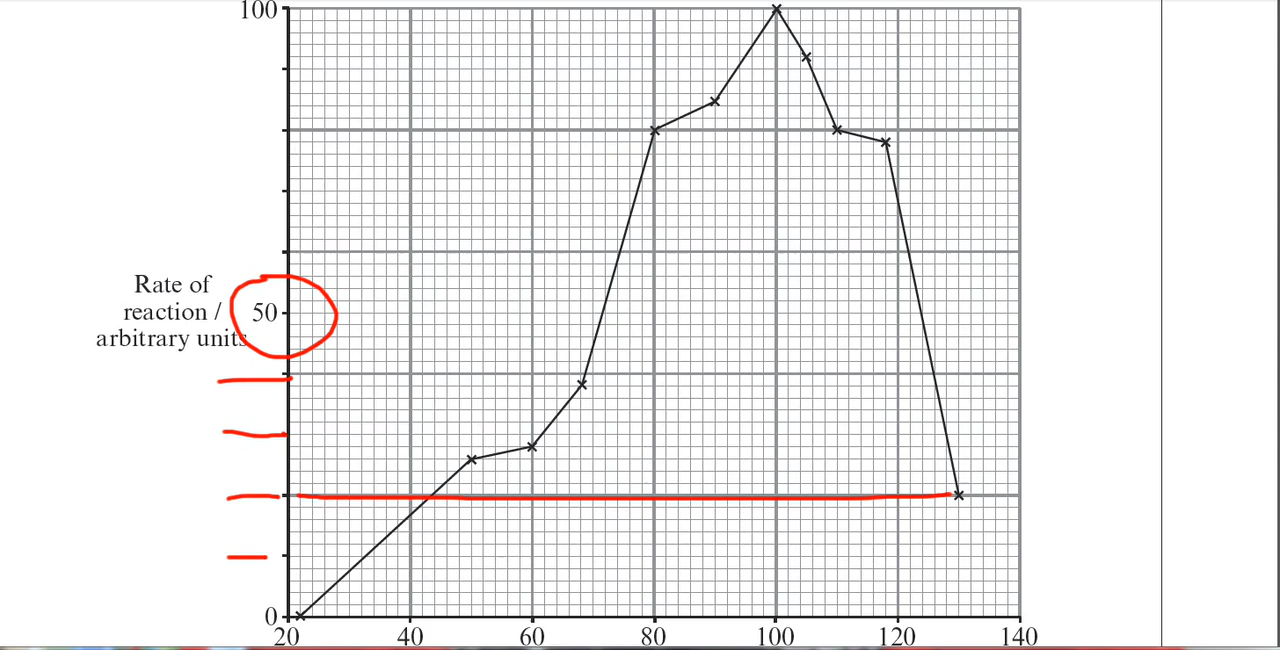 100
Rate of
reaction / 50
arbitrary units
0
20 40 60 80 100 120 140